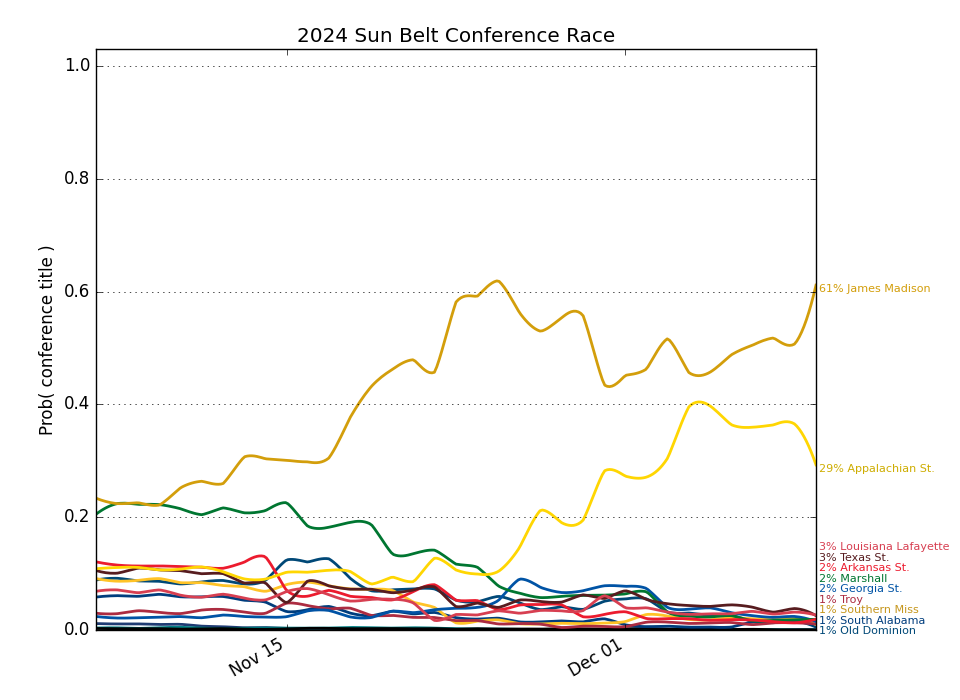 2024 Sun Belt Conference Race
Prob( conference title )
1.0
0.8
0.6
0.4
0.2
0.0
Nov 15
Dec 01
61% James Madison
29% Appalachian St.
3% Louisiana Lafayette
3% Texas St.
2% Arkansas St.
2% Marshall
2% Georgia St.
1% Troy
1% Southern Miss
1% South Alabama
1% Old Dominion